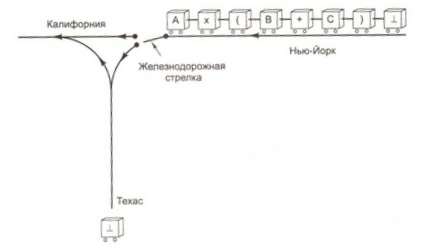 Калифорния
A x ( B + C ) ⊥
Нью-Йорк
Железнодорожная
стрелка
Техас
⊥